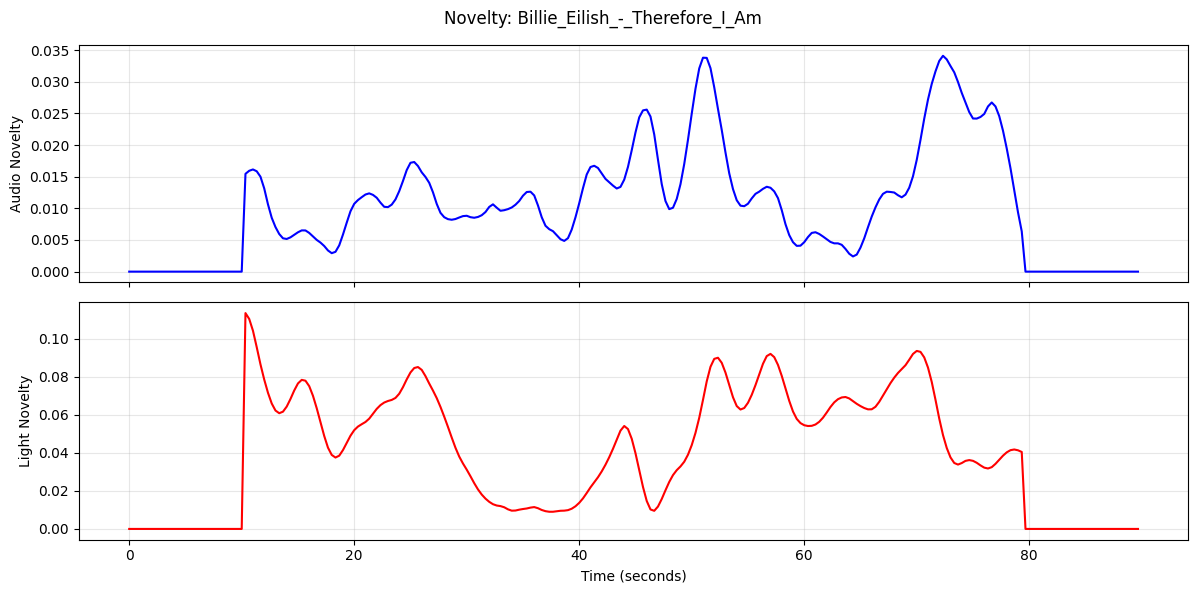 Novelty: Billie_Eilish_-_Therefore_I_Am
Audio Novelty
0.035
0.030
0.025
0.020
0.015
0.010
0.005
0.000
Light Novelty
0.10
0.08
0.06
0.04
0.02
0.00
0 20 40 60 80
Time (seconds)